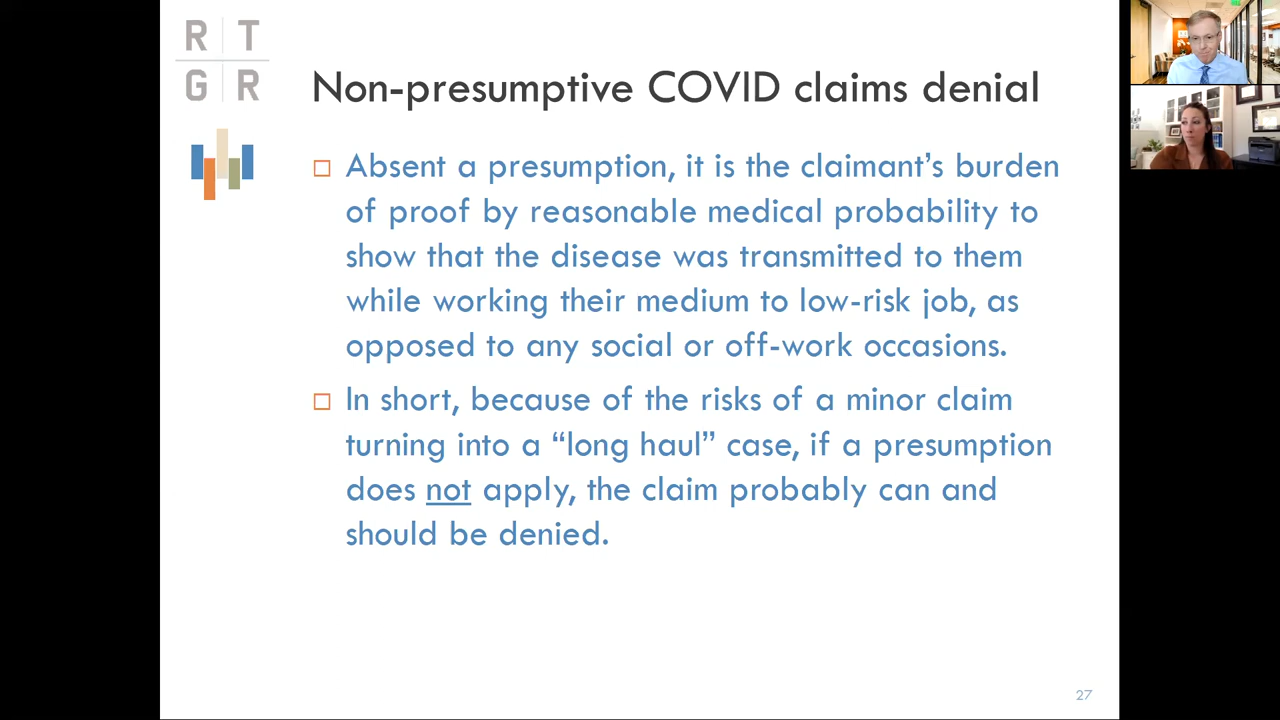 R T
G R
Non-presumptive COVID claims denial
Absent a presumption, it is the claimant’s burden
of proof by reasonable medical probability to
show that the disease was transmitted to them
while working their medium to low-risk job, as
opposed to any social or off-work occasions.
In short, because of the risks of a minor claim
turning into a “long haul” case, if a presumption
does not apply, the claim probably can and
should be denied.
27